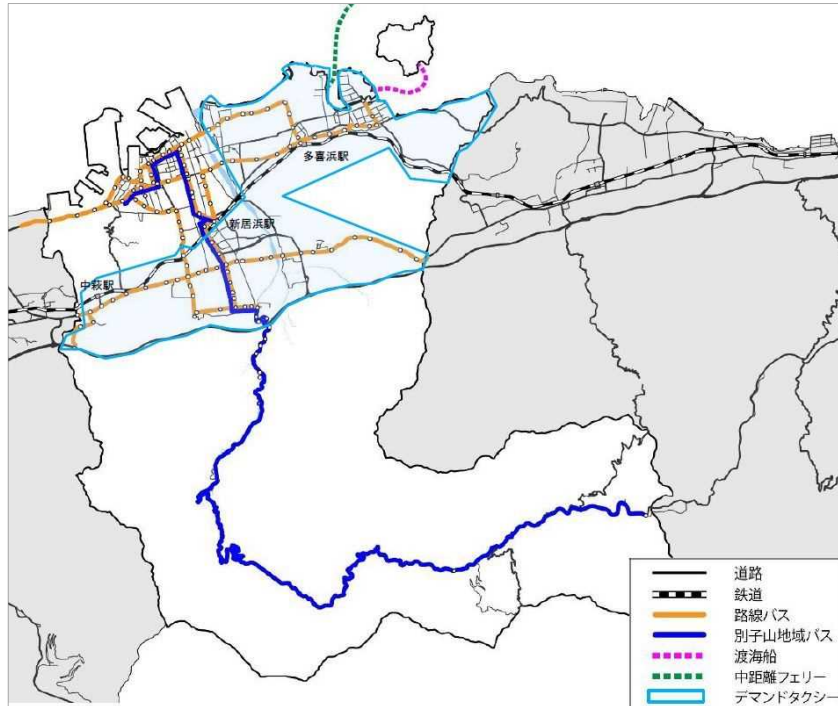 多喜浜駅
新居浜駅
中萩駅
道路
鉄道
路線バス
別子山地域バス
渡海船
中距離フェリー
デマンドタクシー